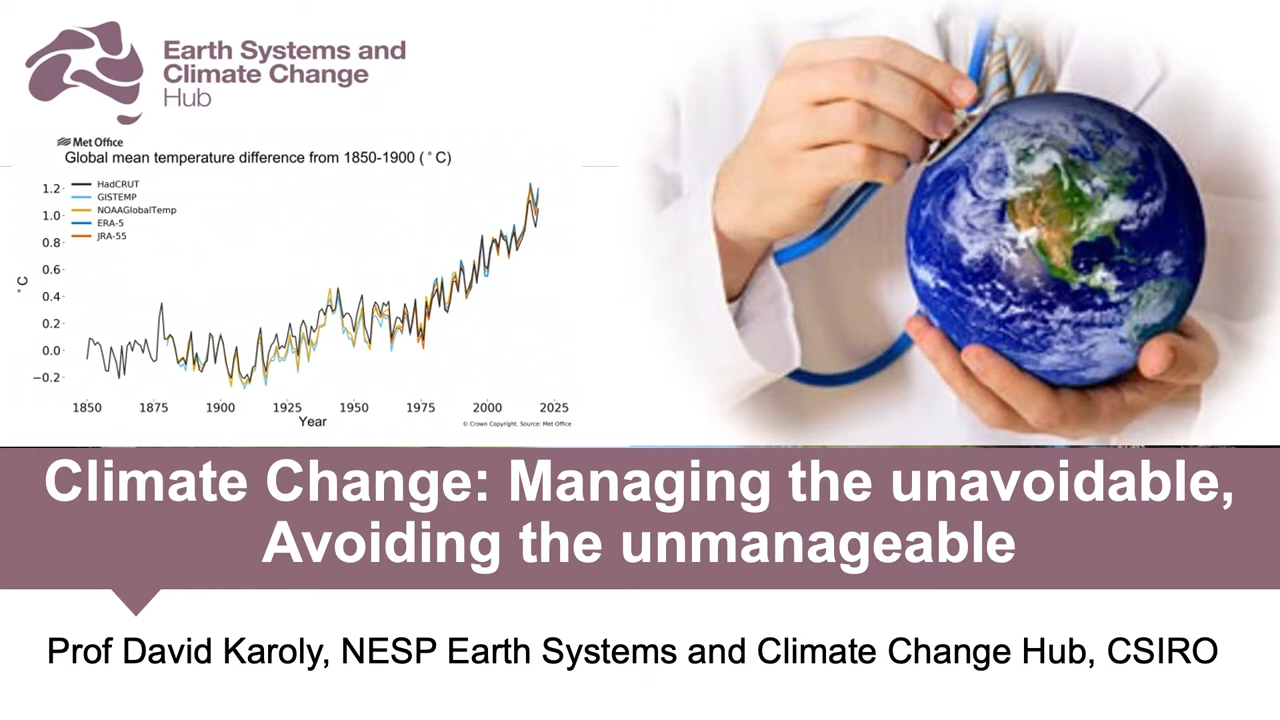 Earth Systems and
Climate Change
Hub
Met Office
Global mean temperature difference from 1850-1900 (°C)
HadCRUT
GISTEMP
NOAAGlobalTemp
ERA-5
JRA-55
1.2
1.0
0.8
0.6
0.4
0.2
0.0
−0.2
°C
1850 1875 1900 1925 1950 1975 2000 2025
Year
© Crown Copyright. Source: Met Office
Climate Change: Managing the unavoidable,
Avoiding the unmanageable
Prof David Karoly, NESP Earth Systems and Climate Change Hub, CSIRO